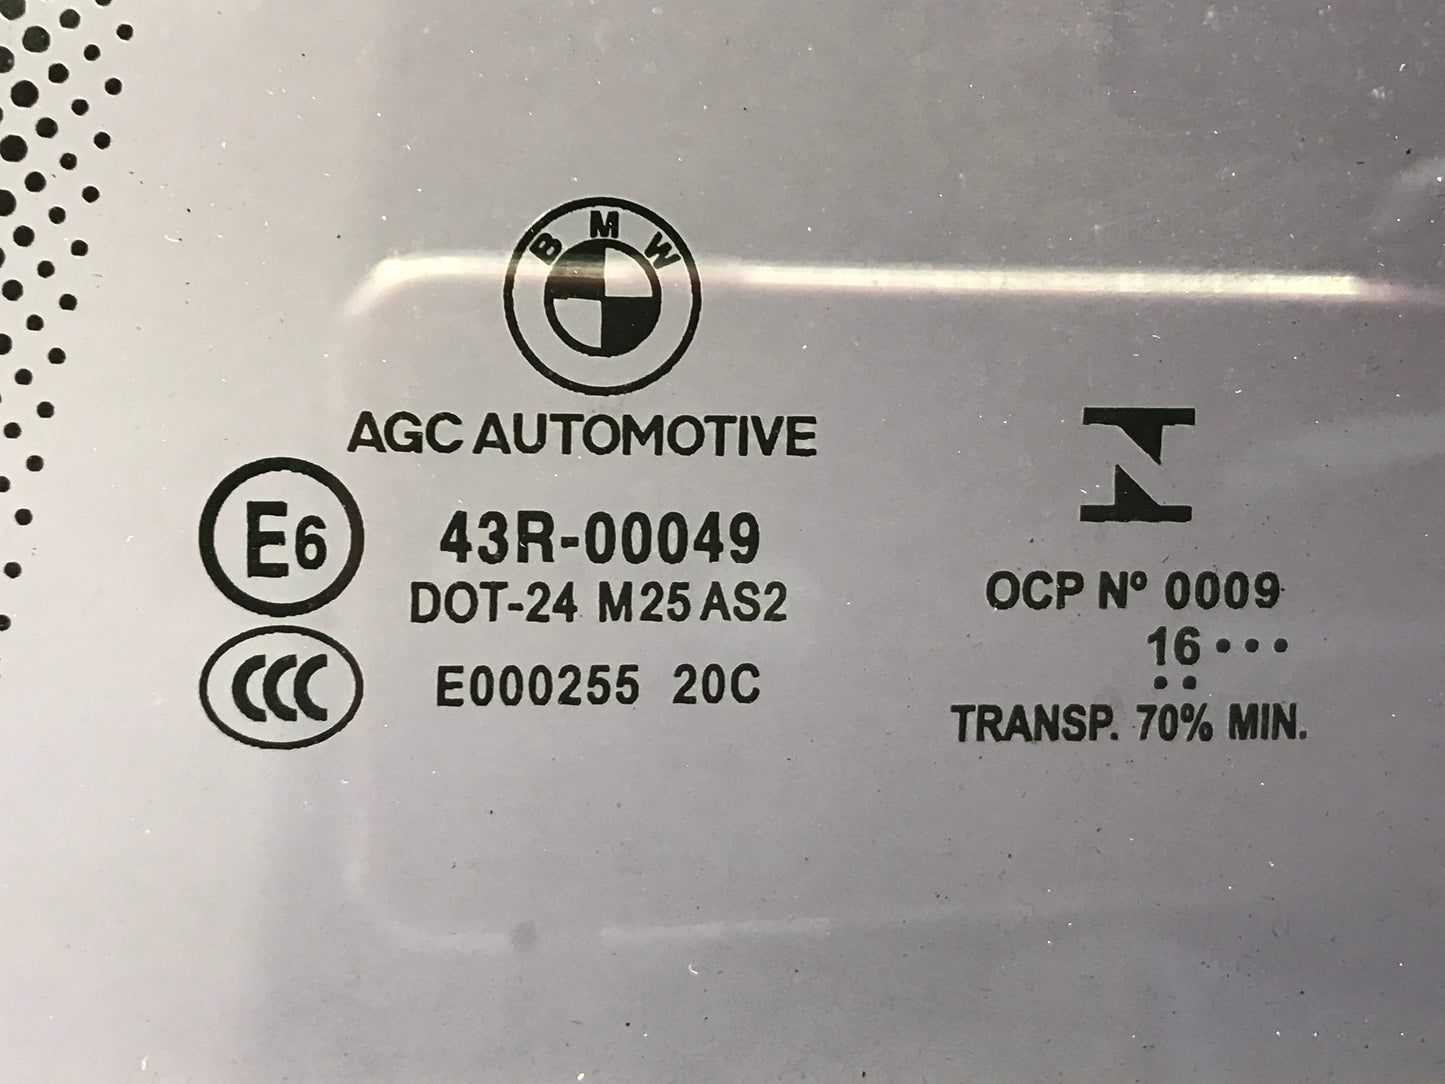 BMW
AGC AUTOMOTIVE
E6
43R-00049
DOT-24 M25 AS2
CCC
E000255 20C
OCP Nº 0009
16 • • •
• •
TRANSP. 70% MIN.